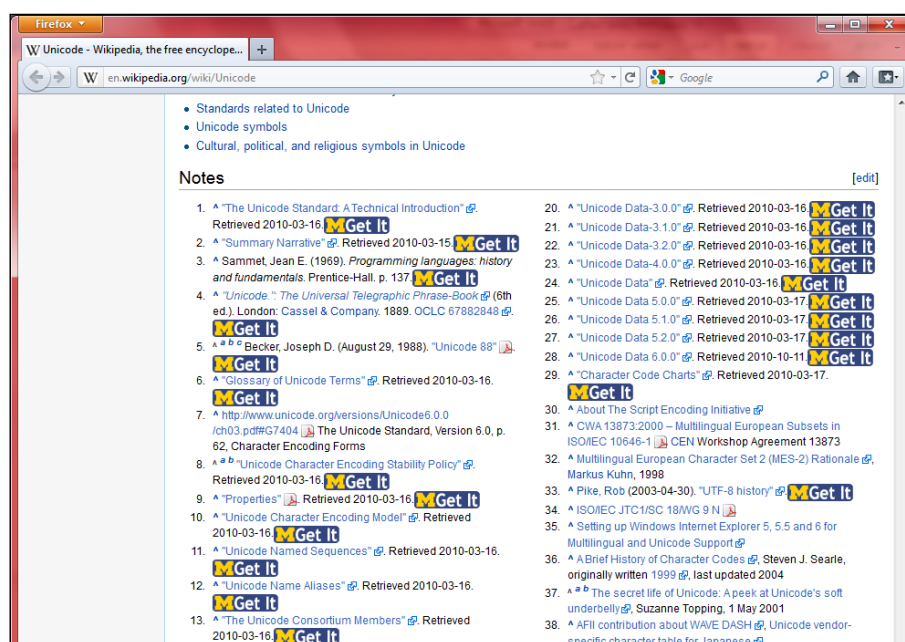 Firefox
Unicode - Wikipedia, the free encyclope...
en.wikipedia.org/wiki/Unicode
Google
• Standards related to Unicode
• Unicode symbols
• Cultural, political, and religious symbols in Unicode
Notes
[edit]
1. ^ "The Unicode Standard: A Technical Introduction".
Retrieved 2010-03-16. MGet It
2. ^ "Summary Narrative". Retrieved 2010-03-15. MGet It
3. ^ Sammet, Jean E. (1969). Programming languages: history
and fundamentals. Prentice-Hall. p. 137. MGet It
4. ^ "Unicode.": The Universal Telegraphic Phrase-Book (6th
ed.). London: Cassel & Company. 1889. OCLC 67882848.
MGet It
5. ^ a b c Becker, Joseph D. (August 29, 1988). "Unicode 88".
MGet It
6. ^ "Glossary of Unicode Terms". Retrieved 2010-03-16.
MGet It
7. ^ http://www.unicode.org/versions/Unicode6.0.0
/ch03.pdf#G7404 The Unicode Standard, Version 6.0, p.
62, Character Encoding Forms
8. ^ a b "Unicode Character Encoding Stability Policy".
Retrieved 2010-03-16. MGet It
9. ^ "Properties". Retrieved 2010-03-16. MGet It
10. ^ "Unicode Character Encoding Model". Retrieved
2010-03-16. MGet It
11. ^ "Unicode Named Sequences". Retrieved 2010-03-16.
MGet It
12. ^ "Unicode Name Aliases". Retrieved 2010-03-16.
MGet It
13. ^ "The Unicode Consortium Members". Retrieved
2010-03-16. MGet It
20. ^ "Unicode Data-3.0.0". Retrieved 2010-03-16. MGet It
21. ^ "Unicode Data-3.1.0". Retrieved 2010-03-16. MGet It
22. ^ "Unicode Data-3.2.0". Retrieved 2010-03-16. MGet It
23. ^ "Unicode Data-4.0.0". Retrieved 2010-03-16. MGet It
24. ^ "Unicode Data". Retrieved 2010-03-16. MGet It
25. ^ "Unicode Data 5.0.0". Retrieved 2010-03-17. MGet It
26. ^ "Unicode Data 5.1.0". Retrieved 2010-03-17. MGet It
27. ^ "Unicode Data 5.2.0". Retrieved 2010-03-17. MGet It
28. ^ "Unicode Data 6.0.0". Retrieved 2010-10-11. MGet It
29. ^ "Character Code Charts". Retrieved 2010-03-17.
MGet It
30. ^ About The Script Encoding Initiative
31. ^ CWA 13873:2000 – Multilingual European Subsets in
ISO/IEC 10646-1 CEN Workshop Agreement 13873
32. ^ Multilingual European Character Set 2 (MES-2) Rationale,
Markus Kuhn, 1998
33. ^ Pike, Rob (2003-04-30). "UTF-8 history". MGet It
34. ^ ISO/IEC JTC1/SC 18/WG 9 N
35. ^ Setting up Windows Internet Explorer 5, 5.5 and 6 for
Multilingual and Unicode Support
36. ^ A Brief History of Character Codes, Steven J. Searle,
originally written 1999, last updated 2004
37. ^ a b The secret life of Unicode: A peek at Unicode's soft
underbelly, Suzanne Topping, 1 May 2001
38. ^ AFII contribution about WAVE DASH, Unicode vendor-
specific character table for Japanese